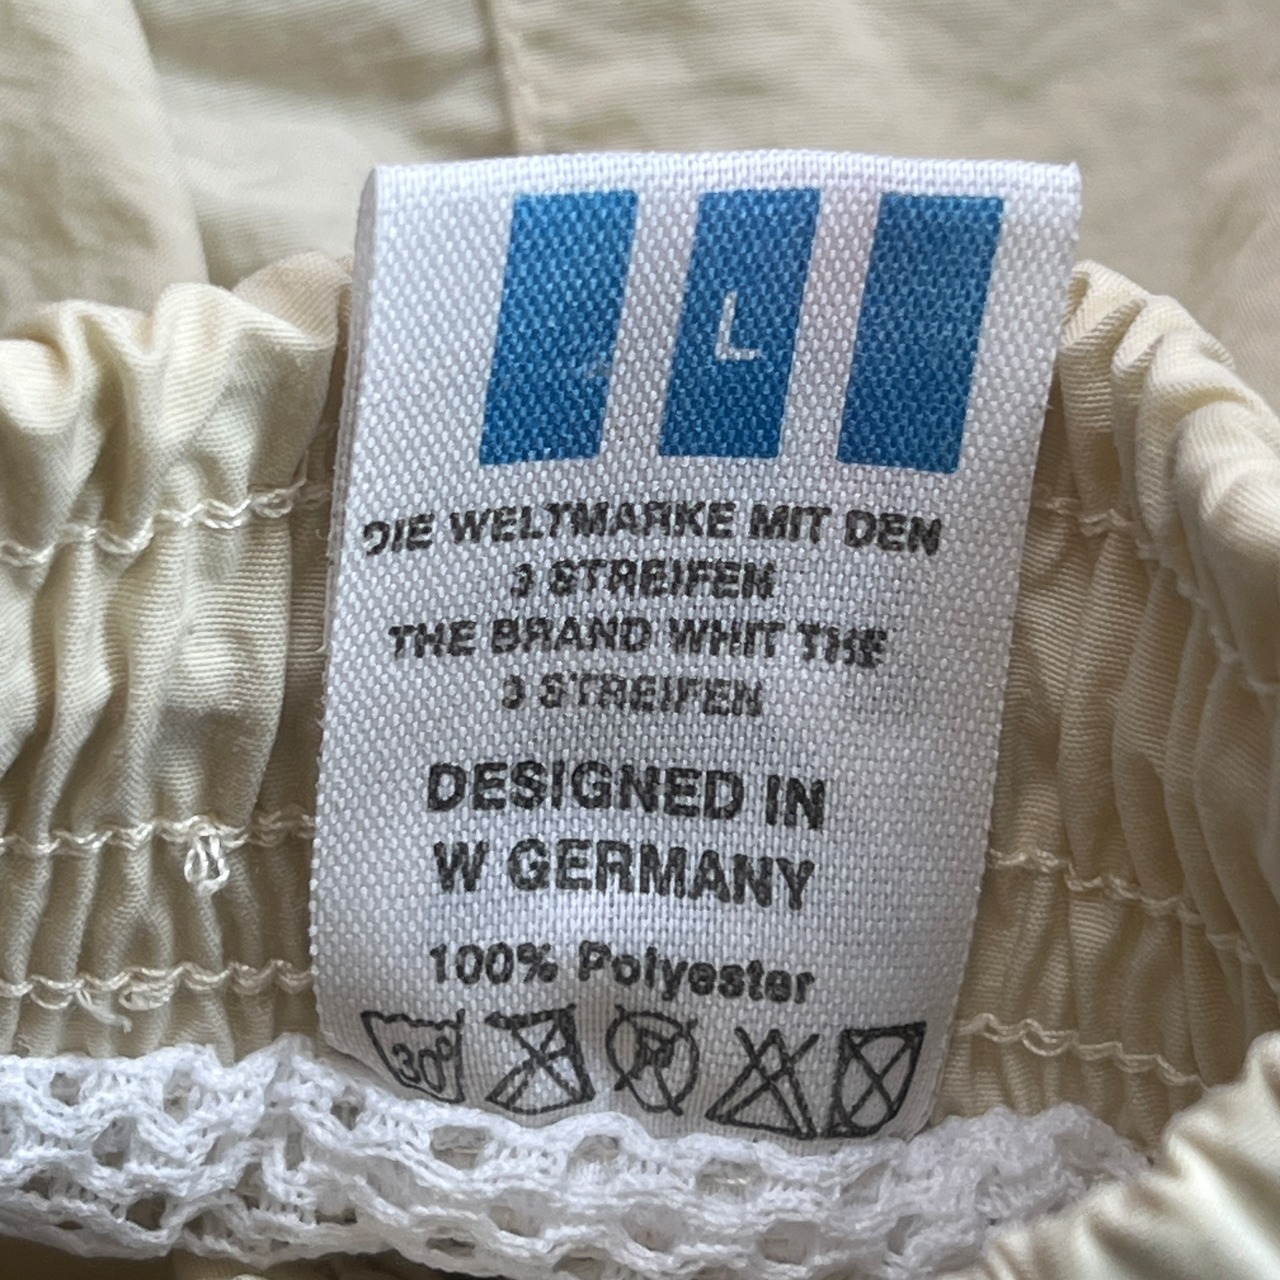 L
DIE WELTMARKE MIT DEN
3 STREIFEN
THE BRAND WHIT THE
3 STREIFEN
DESIGNED IN
W GERMANY
100% Polyester
30°